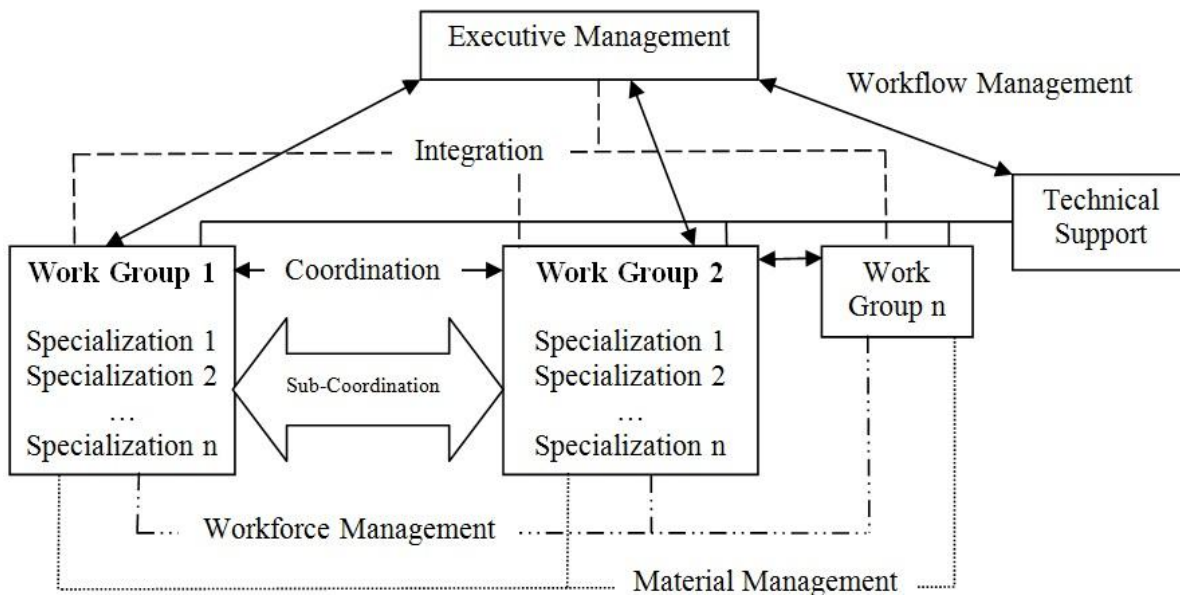 Executive Management
Workflow Management
Integration
Technical
Support
Work Group 1
Coordination
Work Group 2
Work
Group n
Specialization 1
Specialization 2
…
Specialization n
Sub-Coordination
Specialization 1
Specialization 2
…
Specialization n
Workforce Management
Material Management